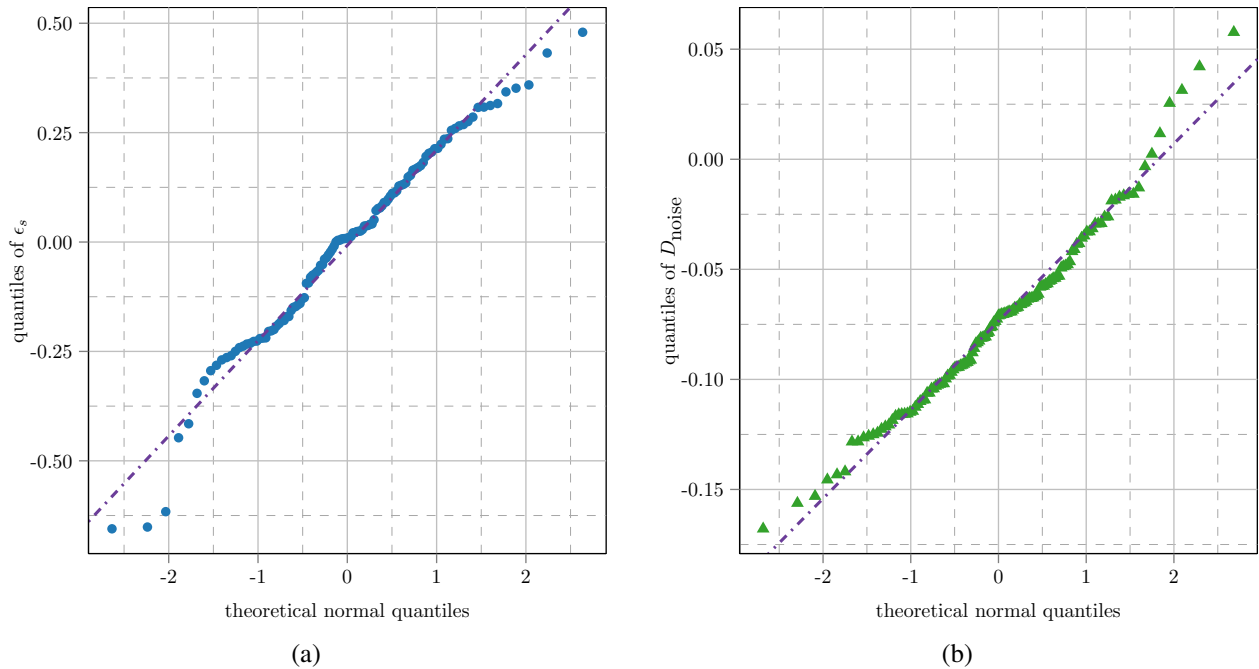 0.50
0.25
0.00
-0.25
-0.50
quantiles of ϵₛ
-2 -1 0 1 2
theoretical normal quantiles
(a)
0.05
0.00
-0.05
-0.10
-0.15
quantiles of D_noise
-2 -1 0 1 2
theoretical normal quantiles
(b)